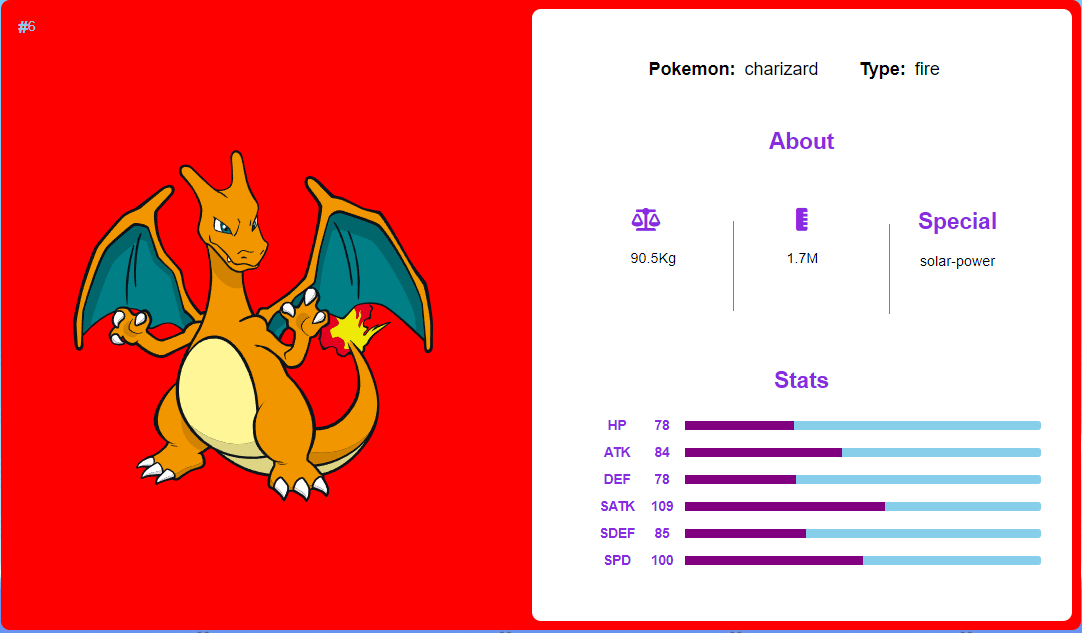 #6
Pokemon: charizard Type: fire
About
Special
90.5Kg 1.7M solar-power
Stats
HP 78
ATK 84
DEF 78
SATK 109
SDEF 85
SPD 100